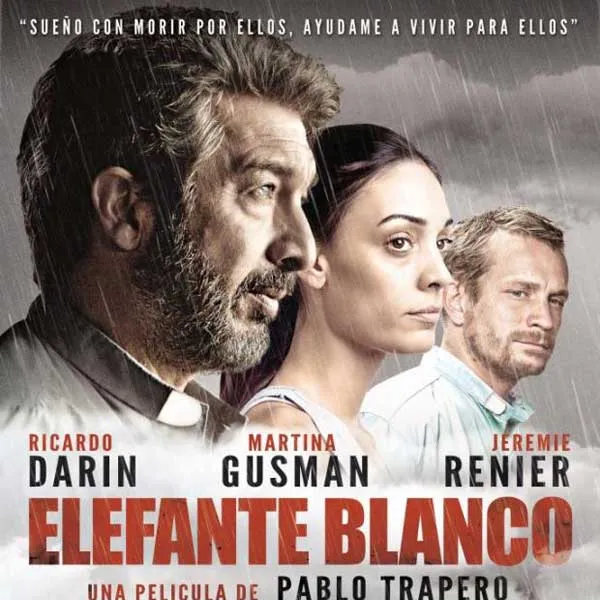 “SUEÑO CON MORIR POR ELLOS, AYUDAME A VIVIR PARA ELLOS”
RICARDO MARTINA JEREMIE
DARIN GUSMÀN RENIER
ELEFANTE BLANCO
UNA PELICULA DE PABLO TRAPERO